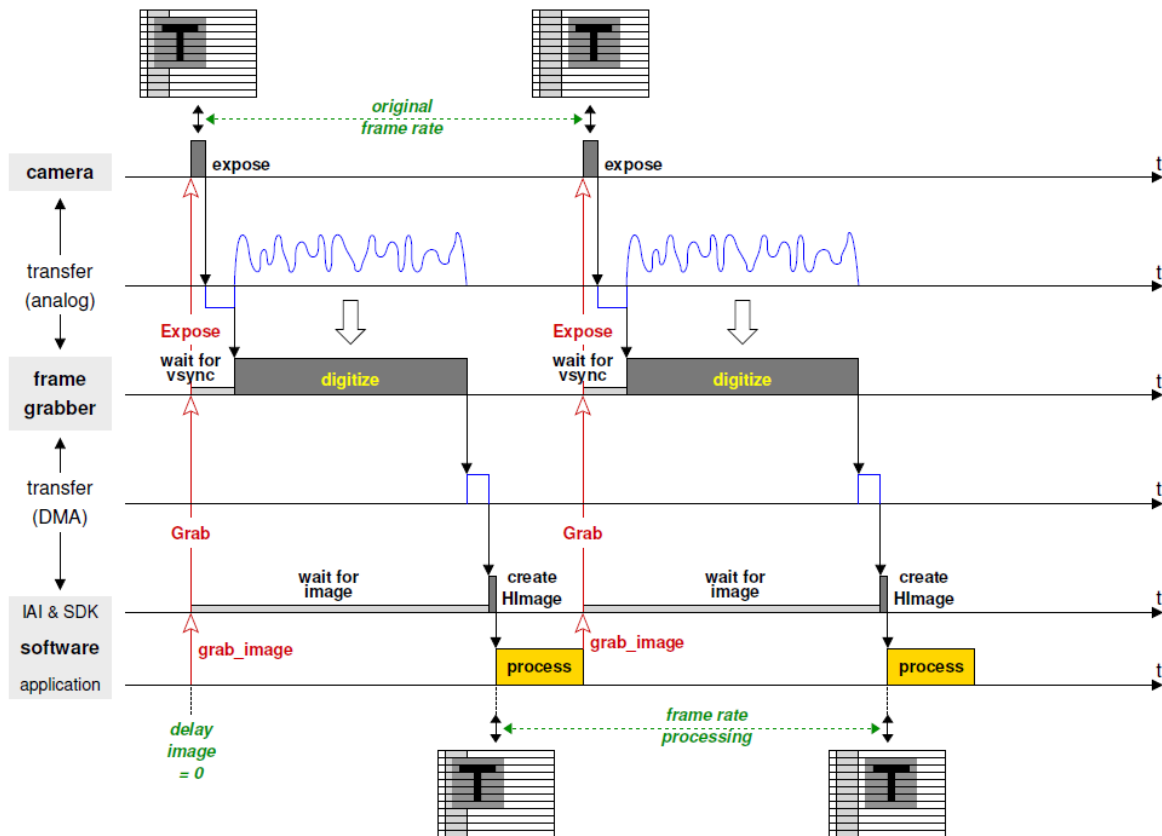 T
T
original
frame rate
camera
expose
expose
t
transfer
(analog)
t
Expose
Expose
wait for
vsync
wait for
vsync
frame
grabber
digitize
digitize
t
transfer
(DMA)
t
Grab
Grab
wait for
image
create
HImage
wait for
image
create
HImage
IAI & SDK
t
software
grab_image
grab_image
process
process
application
t
delay
image
= 0
frame rate
processing
T
T